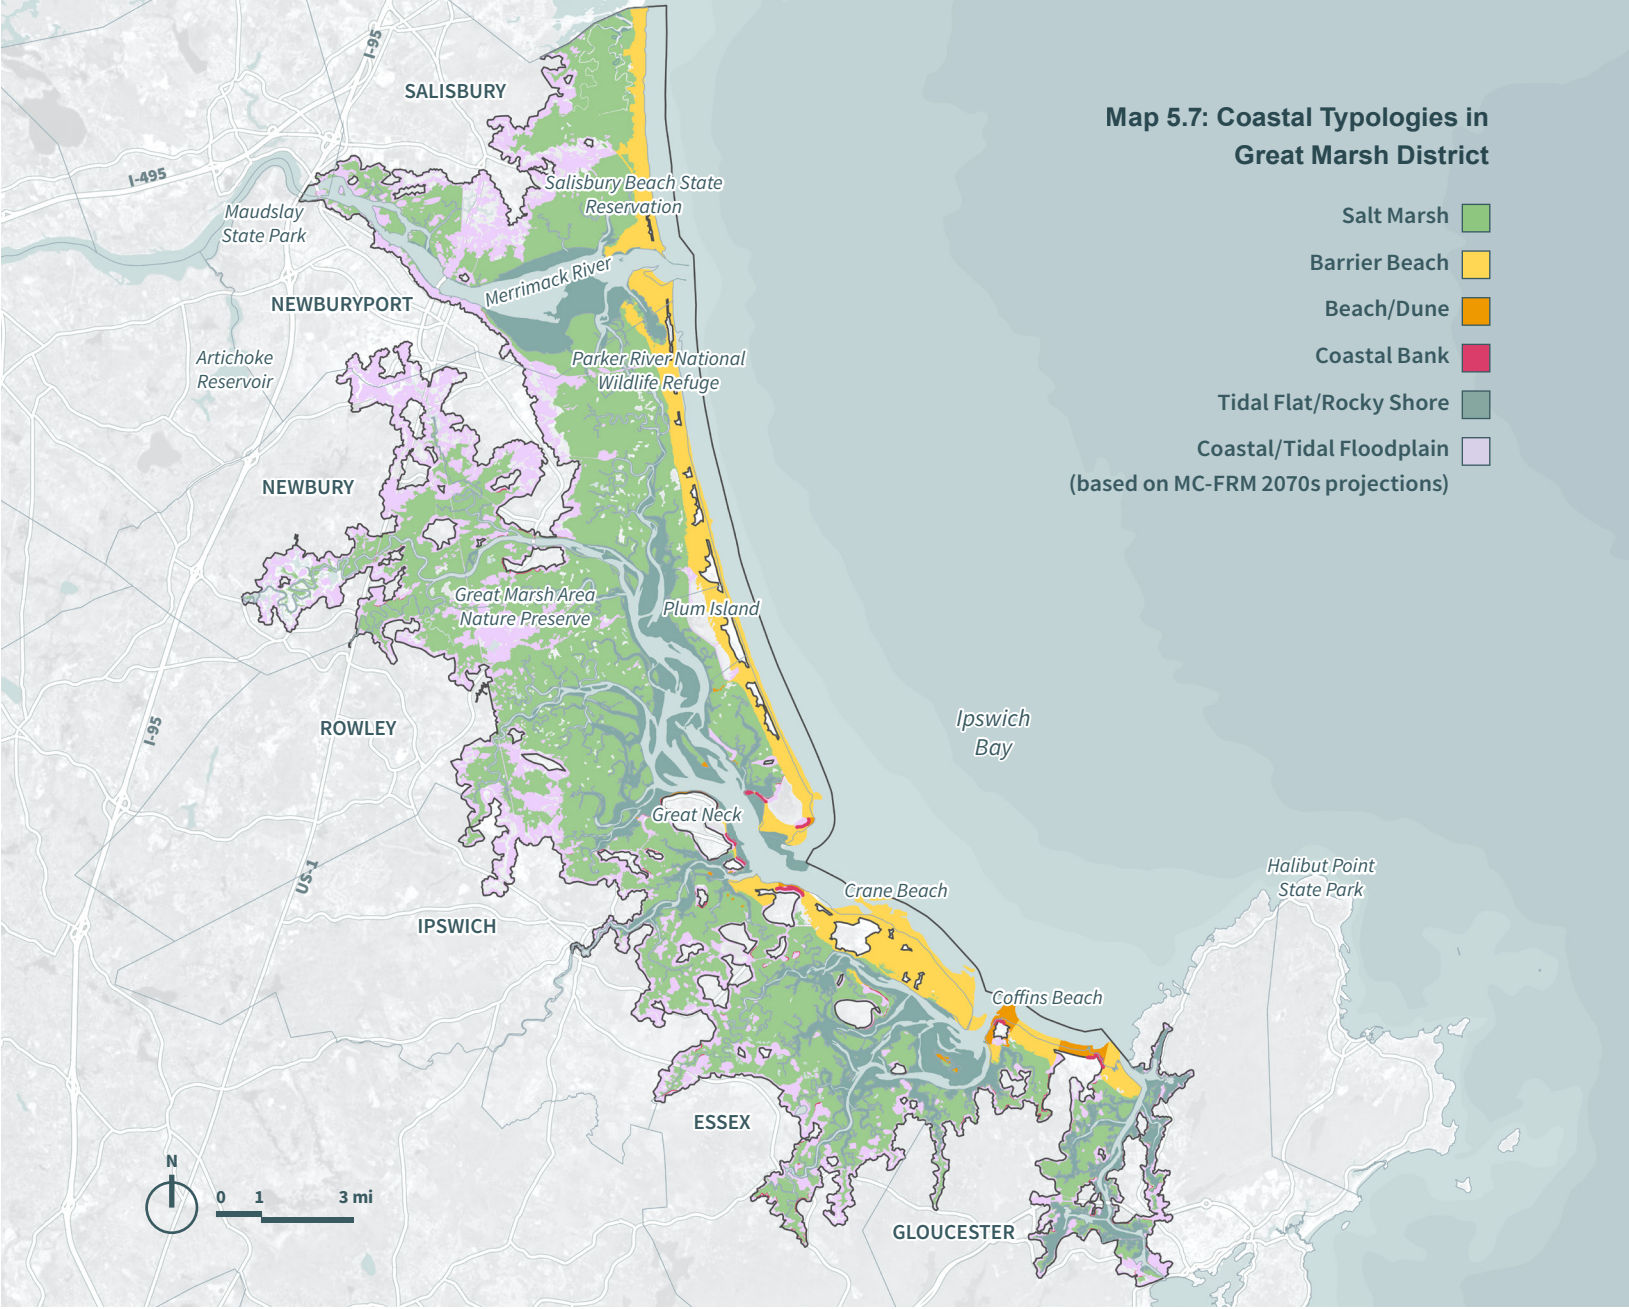 Map 5.7: Coastal Typologies in
Great Marsh District
Salt Marsh
Barrier Beach
Beach/Dune
Coastal Bank
Tidal Flat/Rocky Shore
Coastal/Tidal Floodplain
(based on MC-FRM 2070s projections)
I-95
SALISBURY
I-495
Salisbury Beach State
Reservation
Maudslay
State Park
Merrimack River
NEWBURYPORT
Artichoke
Reservoir
Parker River National
Wildlife Refuge
NEWBURY
Great Marsh Area
Nature Preserve
Plum Island
I-95
ROWLEY
Ipswich
Bay
Great Neck
US-1
Crane Beach
Halibut Point
State Park
IPSWICH
Coffins Beach
ESSEX
GLOUCESTER
N
0 1 3 mi